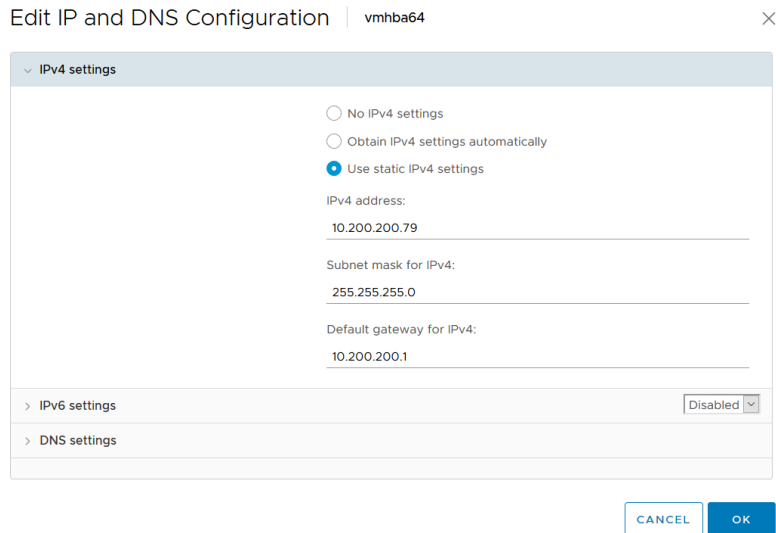 Edit IP and DNS Configuration vmhba64
IPv4 settings
No IPv4 settings
Obtain IPv4 settings automatically
Use static IPv4 settings
IPv4 address:
10.200.200.79
Subnet mask for IPv4:
255.255.255.0
Default gateway for IPv4:
10.200.200.1
IPv6 settings Disabled
DNS settings
CANCEL OK